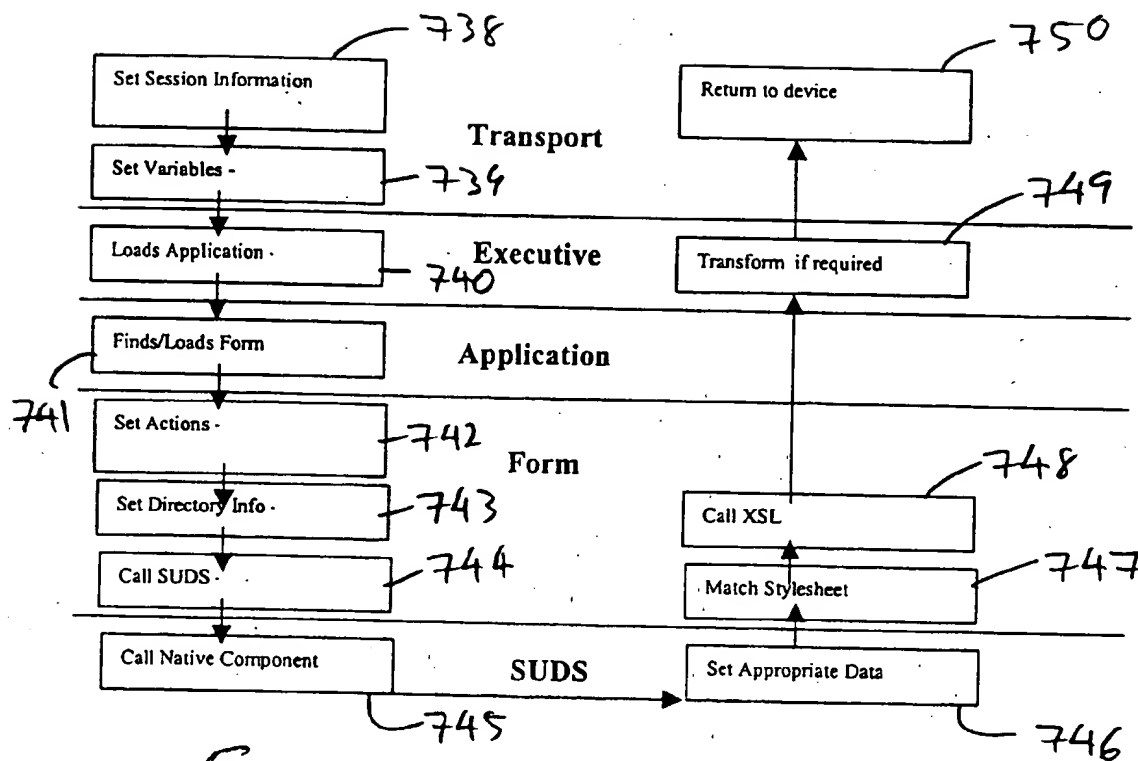 738
Set Session Information
750
Return to device
Transport
Set Variables -
739
749
Loads Application -
740
Executive
Transform if required
Finds/Loads Form
741
Application
Set Actions -
742
Form
748
Set Directory Info -
743
Call XSL
Call SUDS -
744
747
Match Stylesheet
Call Native Component
745
SUDS
Set Appropriate Data
746